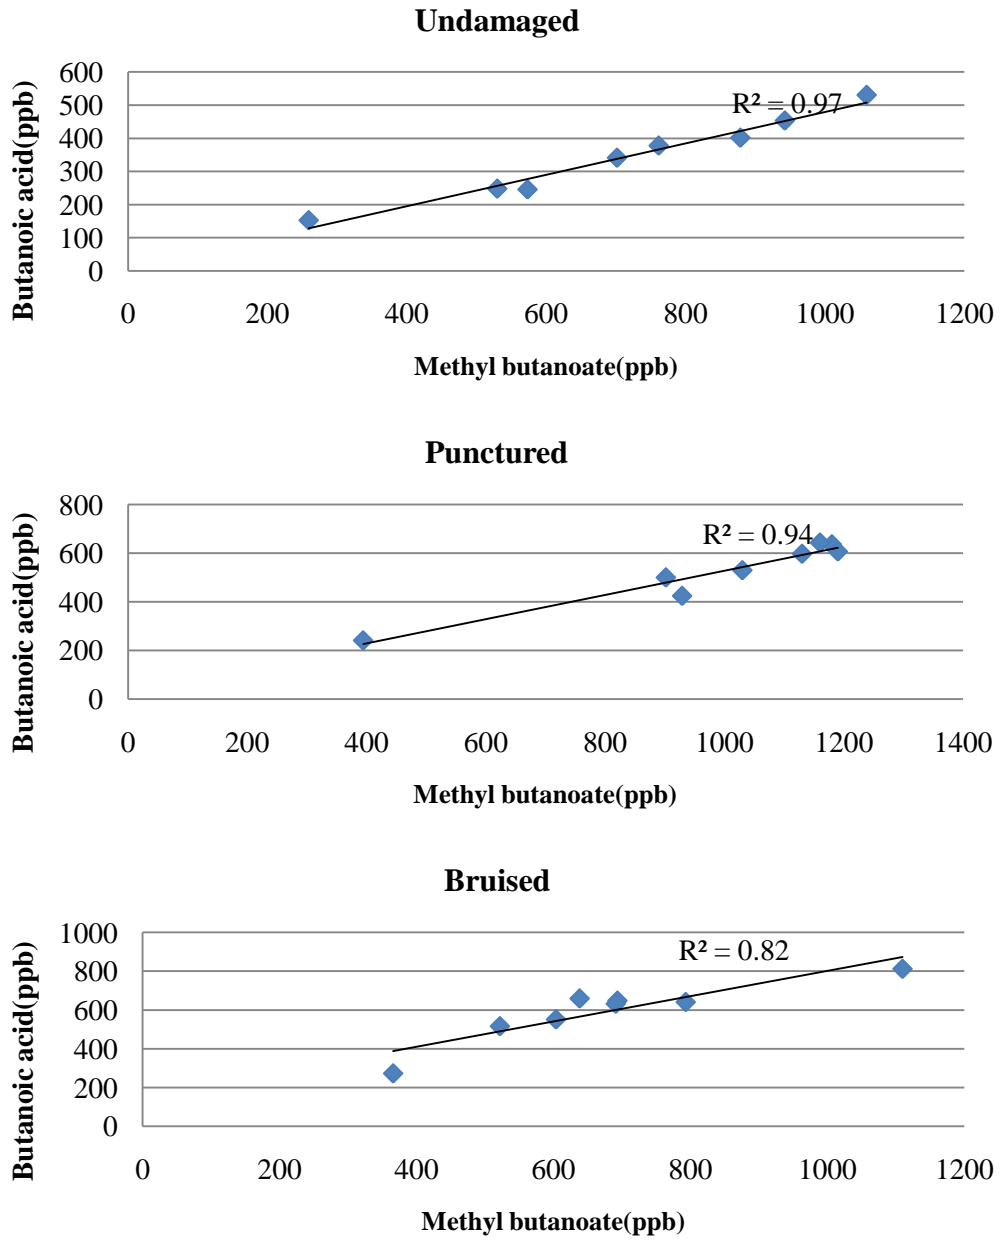 Undamaged
Butanoic acid(ppb)
600
500
400
300
200
100
0
R² = 0.97
0 200 400 600 800 1000 1200
Methyl butanoate(ppb)
Punctured
Butanoic acid(ppb)
800
600
400
200
0
R² = 0.94
0 200 400 600 800 1000 1200 1400
Methyl butanoate(ppb)
Bruised
Butanoic acid(ppb)
1000
800
600
400
200
0
R² = 0.82
0 200 400 600 800 1000 1200
Methyl butanoate(ppb)